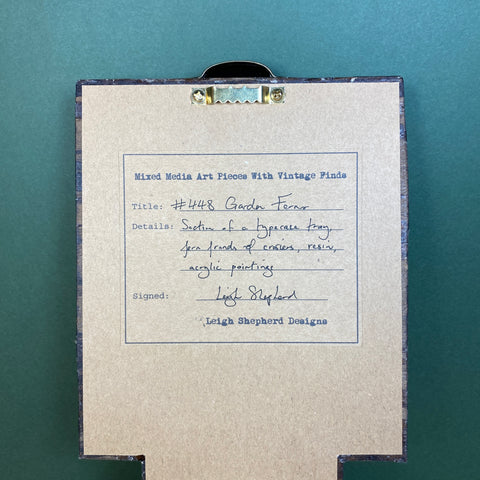 Mixed Media Art Pieces With Vintage Finds
Title: #448 Garden Ferns
Details: Section of a typecase tray,
fern fronds & croziers, resin,
acrylic paintings
Signed: Leigh Shepherd
Leigh Shepherd Designs